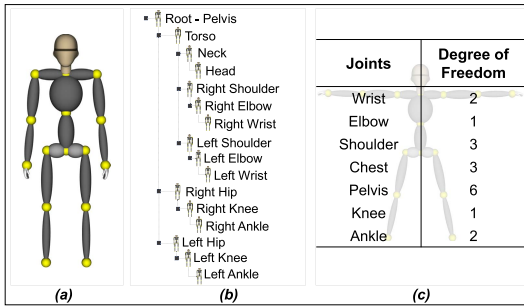 Root - Pelvis
Torso
Neck
Head
Right Shoulder
Right Elbow
Right Wrist
Left Shoulder
Left Elbow
Left Wrist
Right Hip
Right Knee
Right Ankle
Left Hip
Left Knee
Left Ankle
Joints Degree of Freedom
Wrist 2
Elbow 1
Shoulder 3
Chest 3
Pelvis 6
Knee 1
Ankle 2
(a) (b) (c)